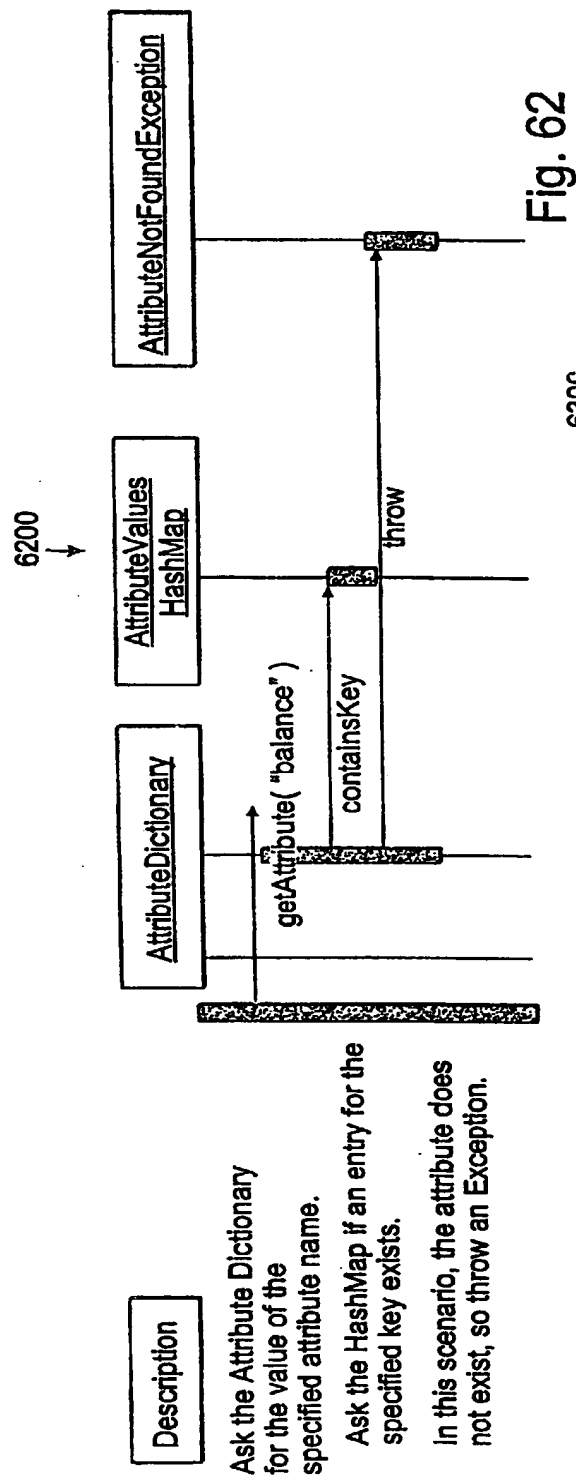 6200
Description
AttributeDictionary
AttributeValues
HashMap
AttributeNotFoundException
Ask the Attribute Dictionary
for the value of the
specified attribute name.
getAttribute( "balance" )
Ask the HashMap if an entry for the
specified key exists.
containsKey
In this scenario, the attribute does
not exist, so throw an Exception.
throw
Fig. 62